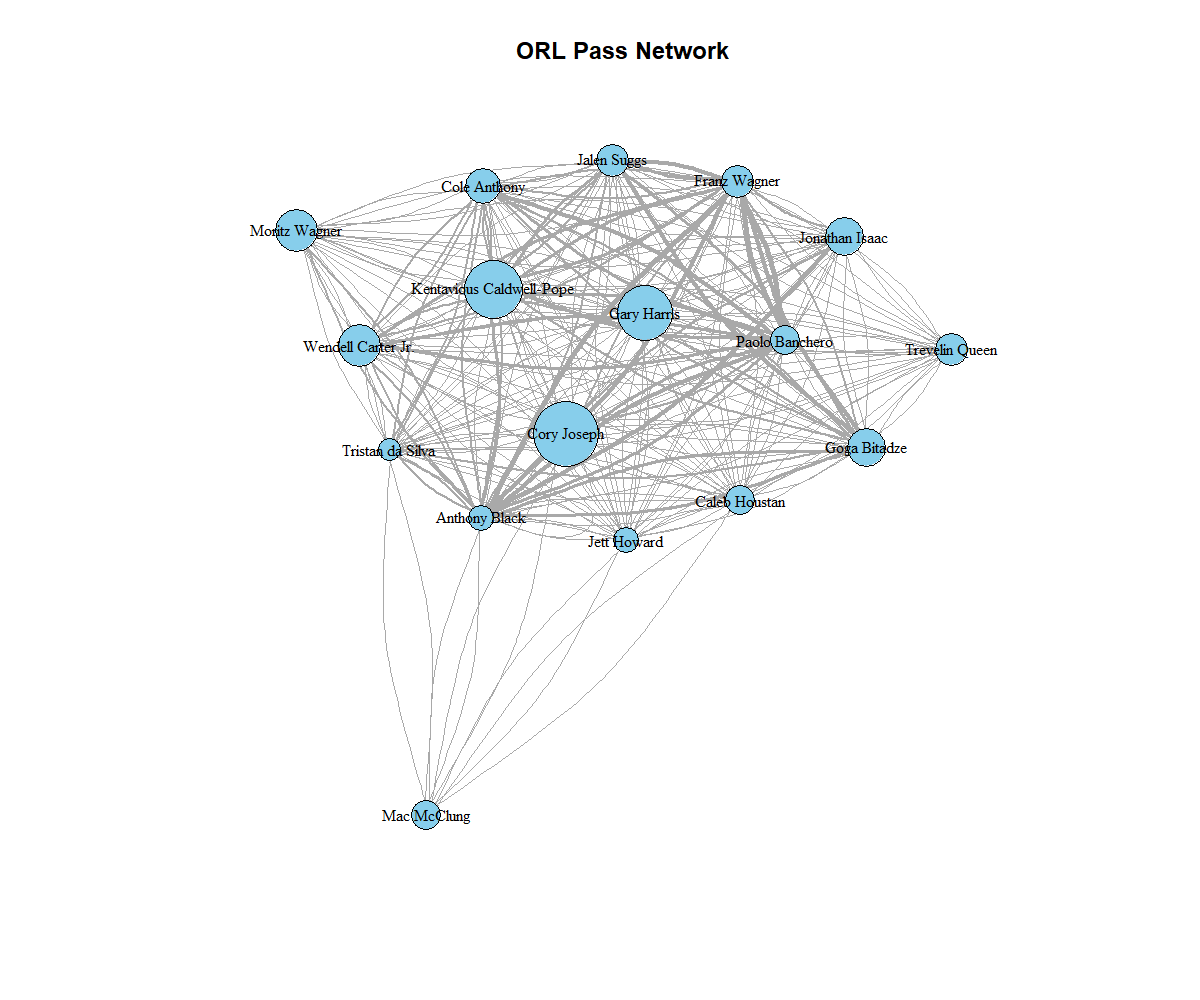 ORL Pass Network
Jalen Suggs
Franz Wagner
Cole Anthony
Moritz Wagner
Jonathan Isaac
Kentavious Caldwell-Pope
Gary Harris
Paolo Banchero
Wendell Carter Jr.
Trevelin Queen
Cory Joseph
Goga Bitadze
Tristan da Silva
Caleb Houstan
Anthony Black
Jett Howard
Mac McClung